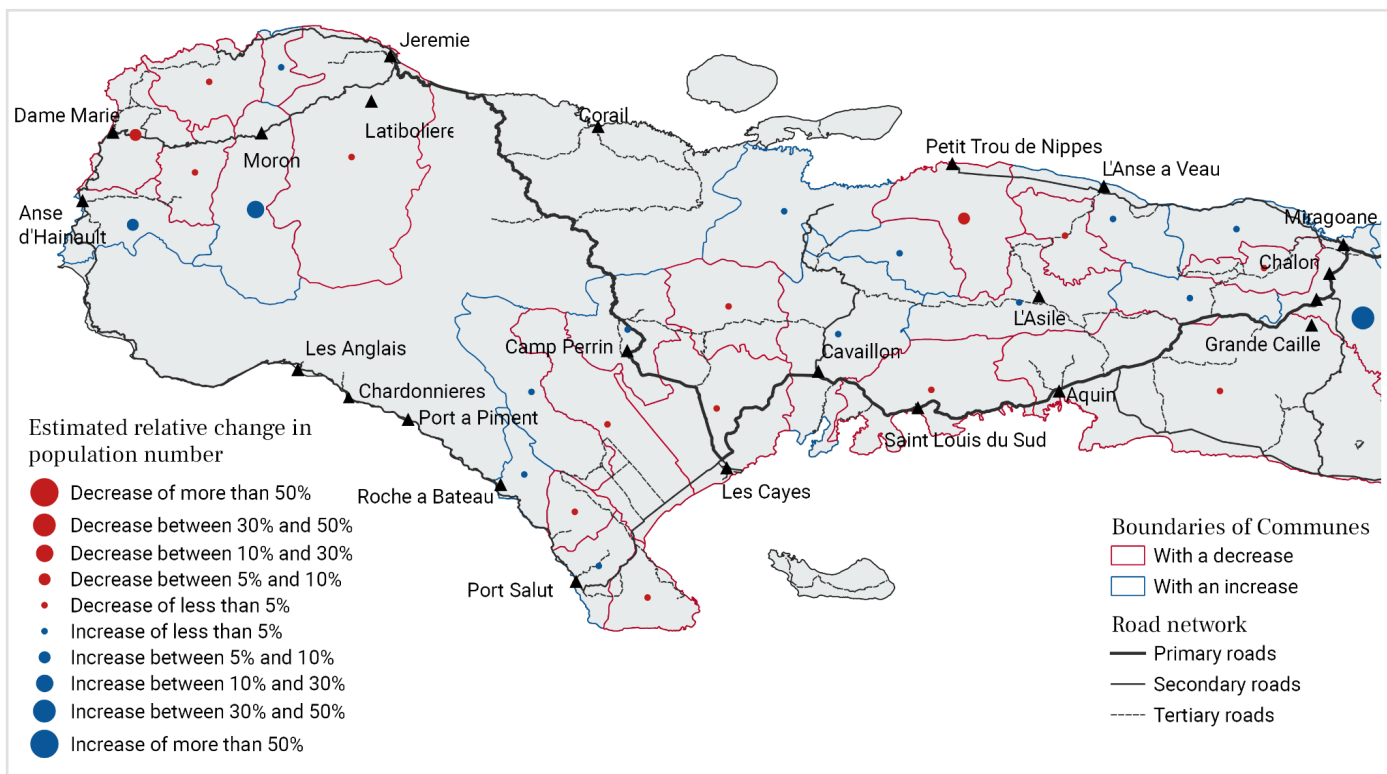 Jeremie
Dame Marie
Latiboliere
Corail
Moron
Petit Trou de Nippes
L'Anse a Veau
Anse
d'Hainault
Miragoane
Chalon
L'Asile
Camp Perrin
Cavaillon
Grande Caille
Les Anglais
Chardonnieres
Aquin
Port a Piment
Saint Louis du Sud
Roche a Bateau
Les Cayes
Port Salut
Estimated relative change in
population number
Decrease of more than 50%
Decrease between 30% and 50%
Decrease between 10% and 30%
Decrease between 5% and 10%
Decrease of less than 5%
Increase of less than 5%
Increase between 5% and 10%
Increase between 10% and 30%
Increase between 30% and 50%
Increase of more than 50%
Boundaries of Communes
With a decrease
With an increase
Road network
Primary roads
Secondary roads
Tertiary roads